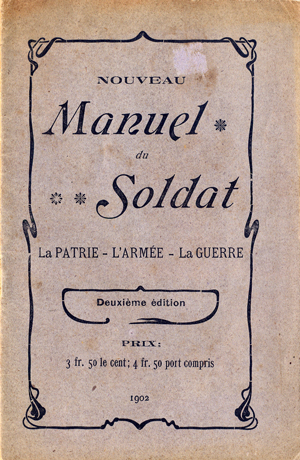 NOUVEAU
Manuel
du
Soldat
La PATRIE - L'ARMÉE - La GUERRE
Deuxième édition
PRIX:
3 fr. 50 le cent; 4 fr. 50 port compris
1902